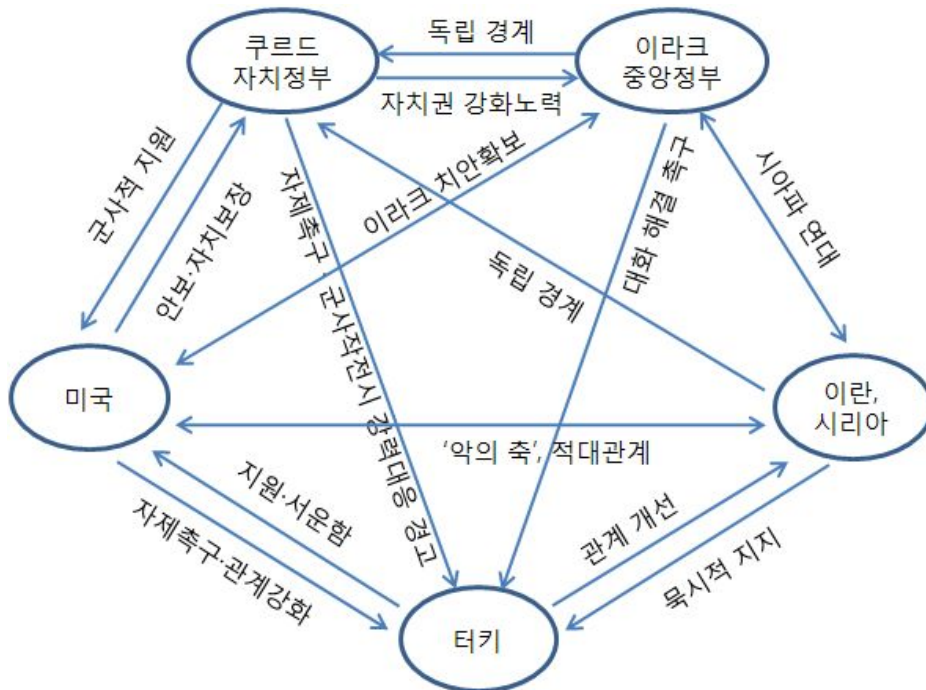 독립 경계
쿠르드
자치정부
이라크
중앙정부
자치권 강화노력
군사적 지원
안보·자치보장
자제촉구·군사작전시 강력대응 경고
이라크 치안확보
독립 경계
대화 해결 촉구
시아파 연대
미국
이란,
시리아
'악의 축', 적대관계
지원·서운함
자제촉구·관계강화
관계 개선
묵시적 지지
터키